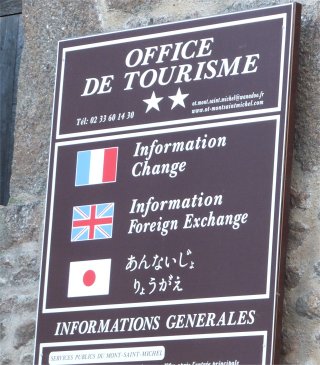 OFFICE
DE TOURISME
★★
Tél: 02 33 60 14 30
ot.mont.saint.michel@wanadoo.fr
www.ot-montsaintmichel.com
Information
Change
Information
Foreign Exchange
あんないじょ
りょうがえ
INFORMATIONS GENERALES
SERVICES PUBLICS DU MONT-SAINT-MICHEL
l'entrée principale